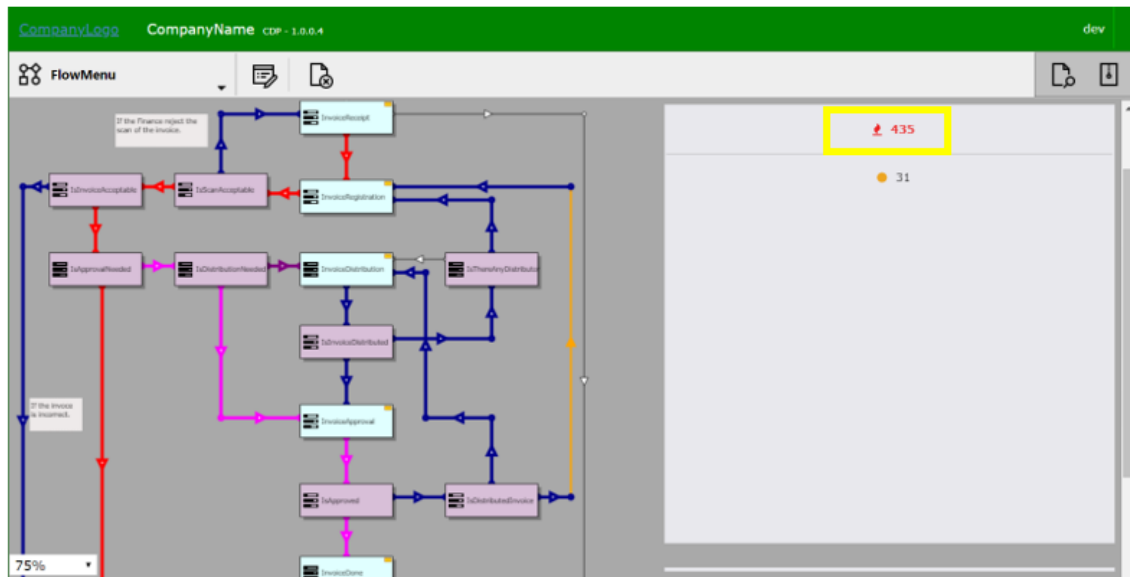 CompanyLogo CompanyName CDP - 1.0.0.4 dev
FlowMenu
If the Finance reject the
scan of the invoice.
InvoiceReceipt
435
31
IsInvoiceAcceptable
IsScanAcceptable
InvoiceRegistration
IsApprovalNeeded
IsDistributionNeeded
InvoiceDistribution
IsThereAnyDistributor
IsInvoiceDistributed
If the invoice
is incorrect.
InvoiceApproval
IsApproved
IsDistributedInvoice
InvoiceDone
75%